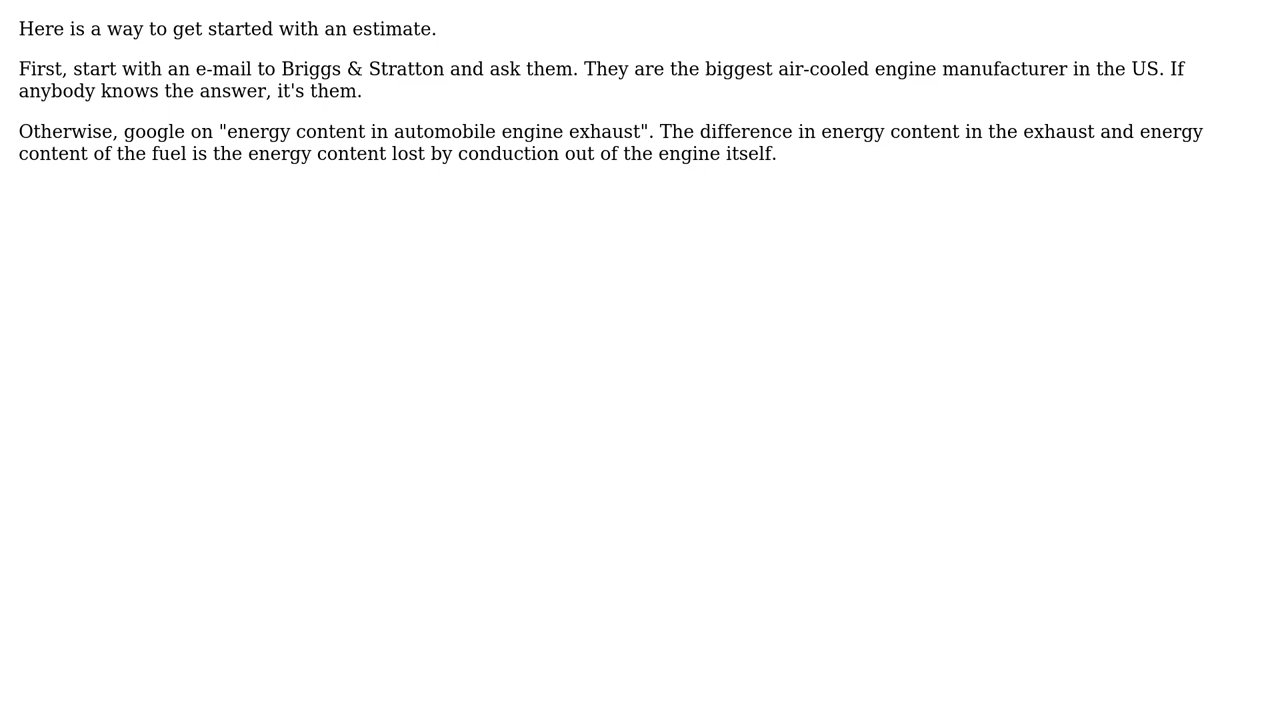 Here is a way to get started with an estimate.
First, start with an e-mail to Briggs & Stratton and ask them. They are the biggest air-cooled engine manufacturer in the US. If
anybody knows the answer, it's them.
Otherwise, google on "energy content in automobile engine exhaust". The difference in energy content in the exhaust and energy
content of the fuel is the energy content lost by conduction out of the engine itself.